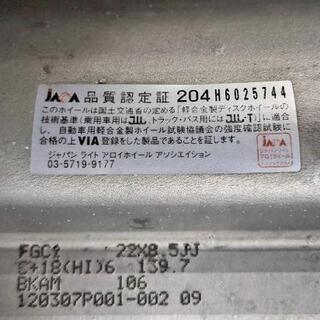 JAWA 品質認定証 204H6025744
このホイールは国土交通省の定める「軽合金製ディスクホイールの
技術基準(乗用車用はJWL、トラック・バス用にはJWL-T)」に適合
し、自動車用軽合金製ホイール試験協議会の強度確認試験に
合格の上VIA登録をした製品であることを証します。
ジャパン ライト アロイホイール アソシエイション
03-5719-9177
FGC1 22X8.5JJ
E+18(HI)6 139.7
BKAM 106
120307P001-002 09